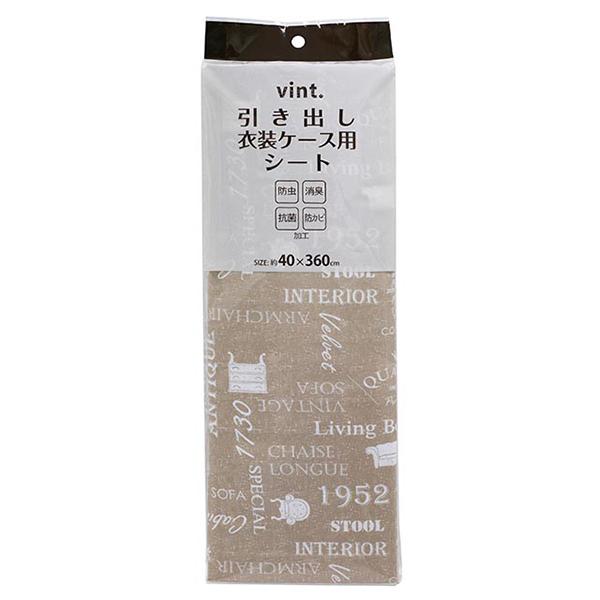 vint.
引き出し
衣装ケース用
シート
防虫 消臭
抗菌 防カビ
加工
SIZE: 約40×360cm
1952
STOOL
INTERIOR
ARMCHAIR
Velvet
ANTIQUE
SOFA
VINTAGE
1730
Living
CHAISE
LONGUE
SPECIAL
SOFA
1952
STOOL
INTERIOR
ARMCHAIR
Velvet